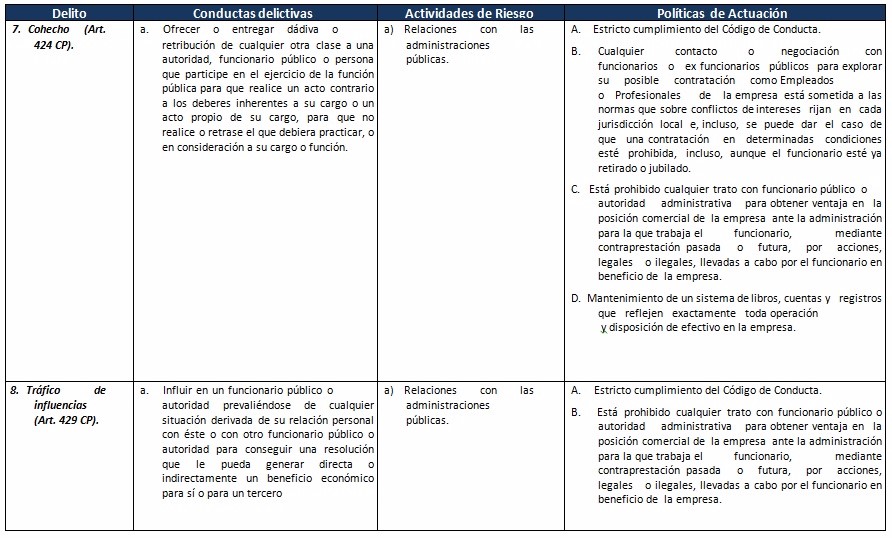 Delito
Conductas delictivas
Actividades de Riesgo
Políticas de Actuación
7. Cohecho (Art.
424 CP).
a. Ofrecer o entregar dádiva o
retribución de cualquier otra clase a una
autoridad, funcionario público o persona
que participe en el ejercicio de la función
pública para que realice un acto contrario
a los deberes inherentes a su cargo o un
acto propio de su cargo, para que no
realice o retrase el que debiera practicar, o
en consideración a su cargo o función.
a) Relaciones con las
administraciones
públicas.
A. Estricto cumplimiento del Código de Conducta.
B. Cualquier contacto o negociación con
funcionarios o ex funcionarios públicos para explorar
su posible contratación como Empleados
o Profesionales de la empresa está sometida a las
normas que sobre conflictos de intereses rijan en cada
jurisdicción local e, incluso, se puede dar el caso de
que una contratación en determinadas condiciones
esté prohibida, incluso, aunque el funcionario esté ya
retirado o jubilado.
C. Está prohibido cualquier trato con funcionario público o
autoridad administrativa para obtener ventaja en la
posición comercial de la empresa ante la administración
para la que trabaja el funcionario, mediante
contraprestación pasada o futura, por acciones,
legales o ilegales, llevadas a cabo por el funcionario en
beneficio de la empresa.
D. Mantenimiento de un sistema de libros, cuentas y registros
que reflejen exactamente toda operación
y disposición de efectivo en la empresa.
8. Tráfico de
influencias
(Art. 429 CP).
a. Influir en un funcionario público o
autoridad prevaliéndose de cualquier
situación derivada de su relación personal
con éste o con otro funcionario público o
autoridad para conseguir una resolución
que le pueda generar directa o
indirectamente un beneficio económico
para sí o para un tercero
a) Relaciones con las
administraciones
públicas.
A. Estricto cumplimiento del Código de Conducta.
B. Está prohibido cualquier trato con funcionario público o
autoridad administrativa para obtener ventaja en la
posición comercial de la empresa ante la administración
para la que trabaja el funcionario, mediante
contraprestación pasada o futura, por acciones,
legales o ilegales, llevadas a cabo por el funcionario en
beneficio de la empresa.